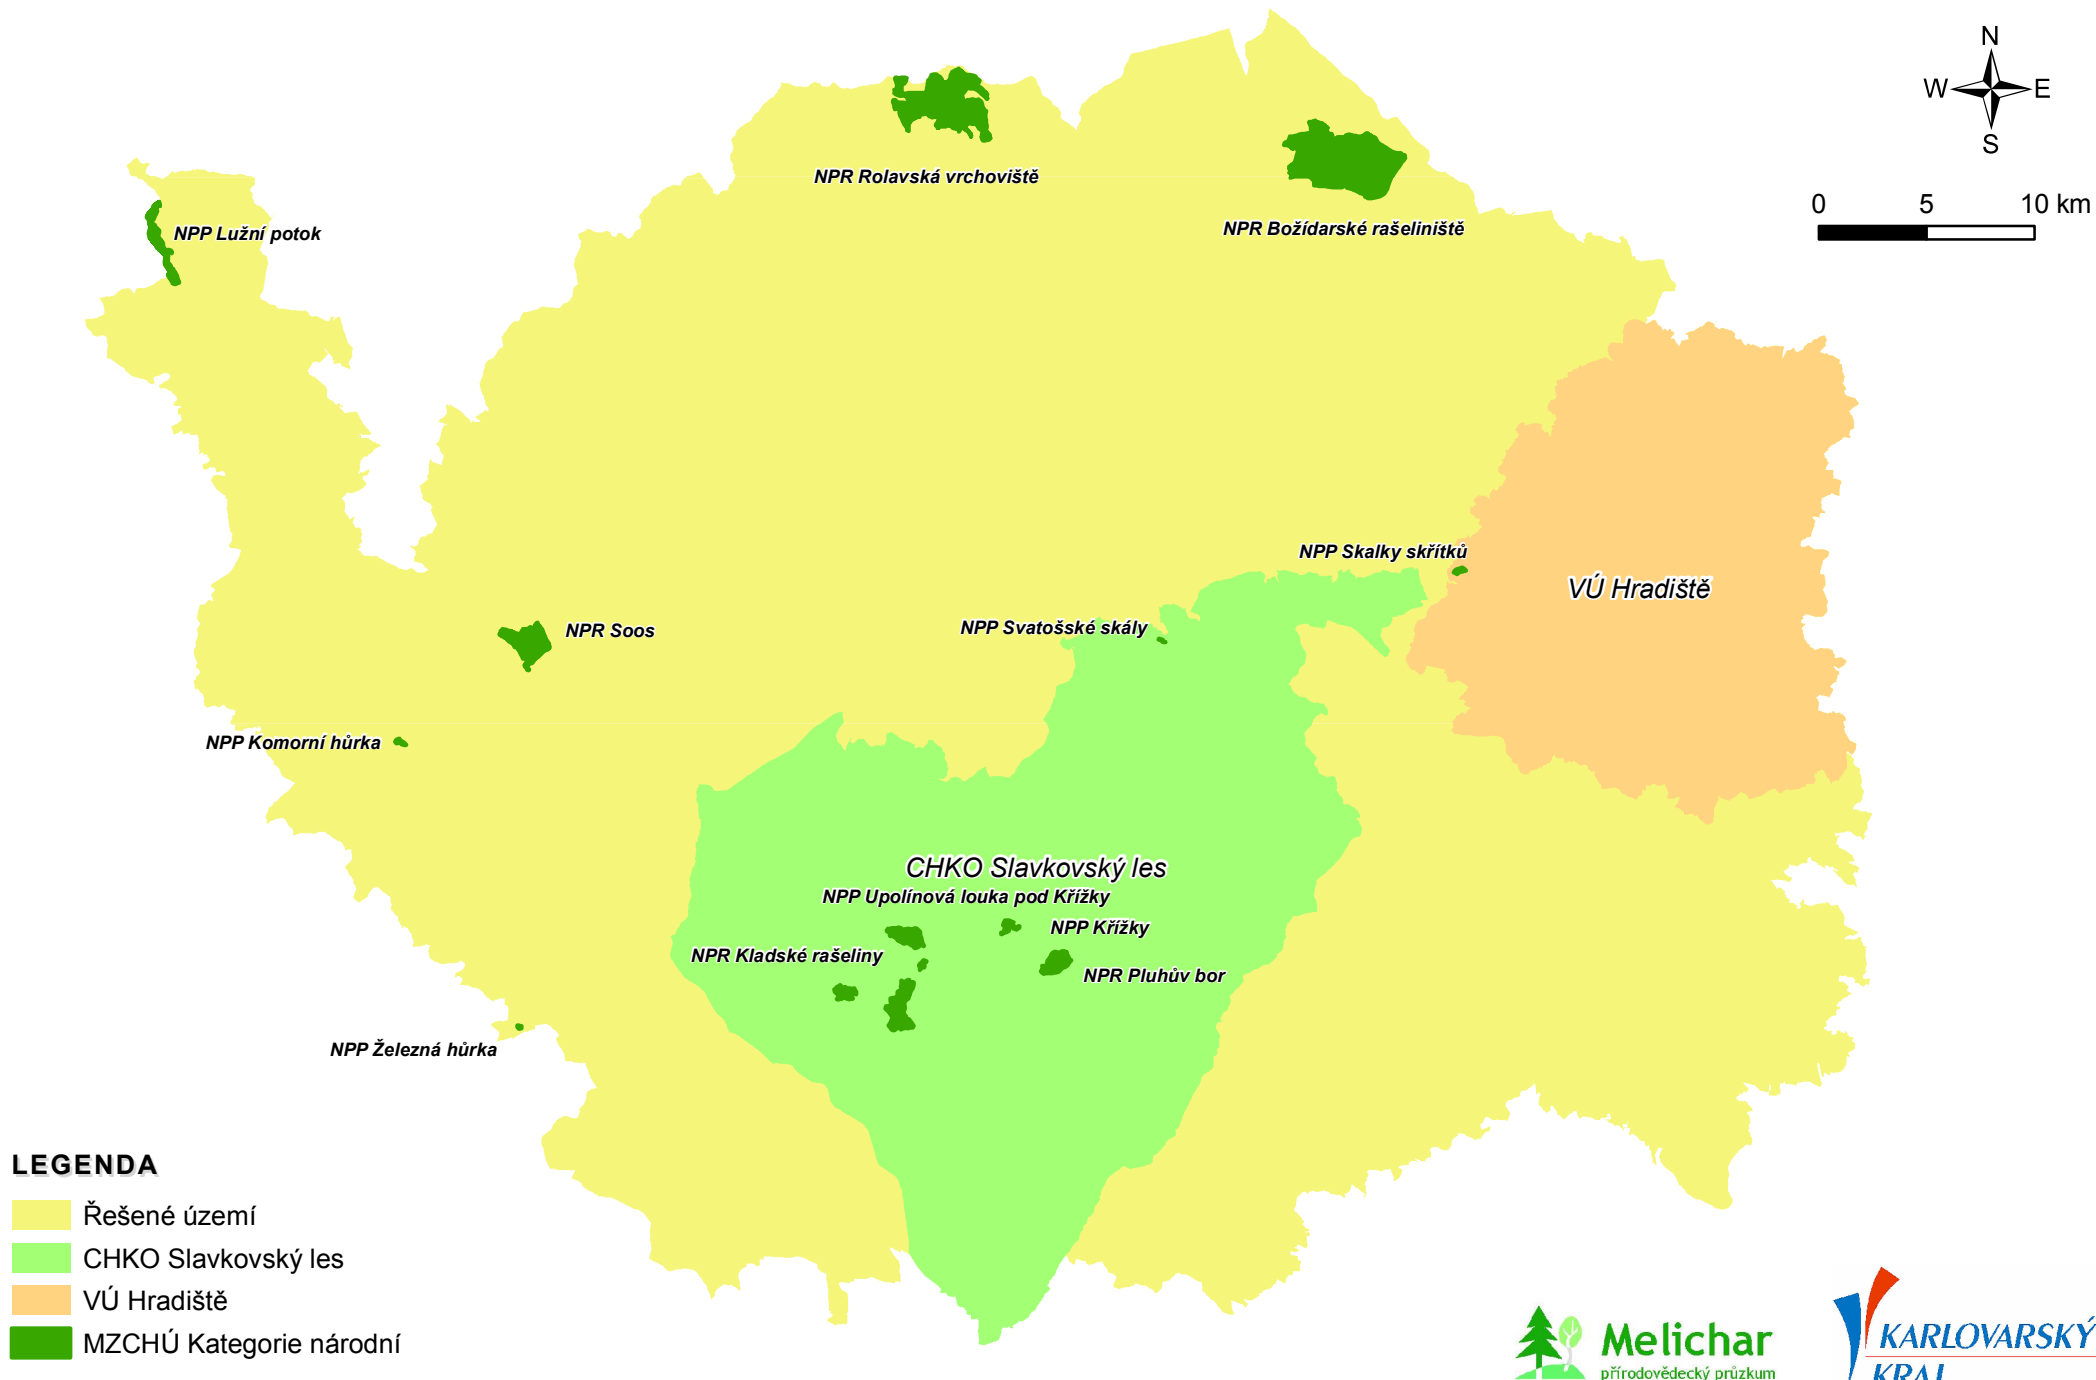 N
W E
S
0 5 10 km
NPR Rolavská vrchoviště
NPR Božídarské rašeliniště
NPP Lužní potok
NPP Skalky skřítků
VÚ Hradiště
NPP Svatošské skály
NPR Soos
NPP Komorní hůrka
CHKO Slavkovský les
NPP Upolínová louka pod Křížky
NPP Křížky
NPR Kladské rašeliny
NPR Pluhův bor
NPP Železná hůrka
LEGENDA
Řešené území
CHKO Slavkovský les
VÚ Hradiště
MZCHÚ Kategorie národní
Melichar
přírodovědecký průzkum
KARLOVARSKÝ
KRAJ